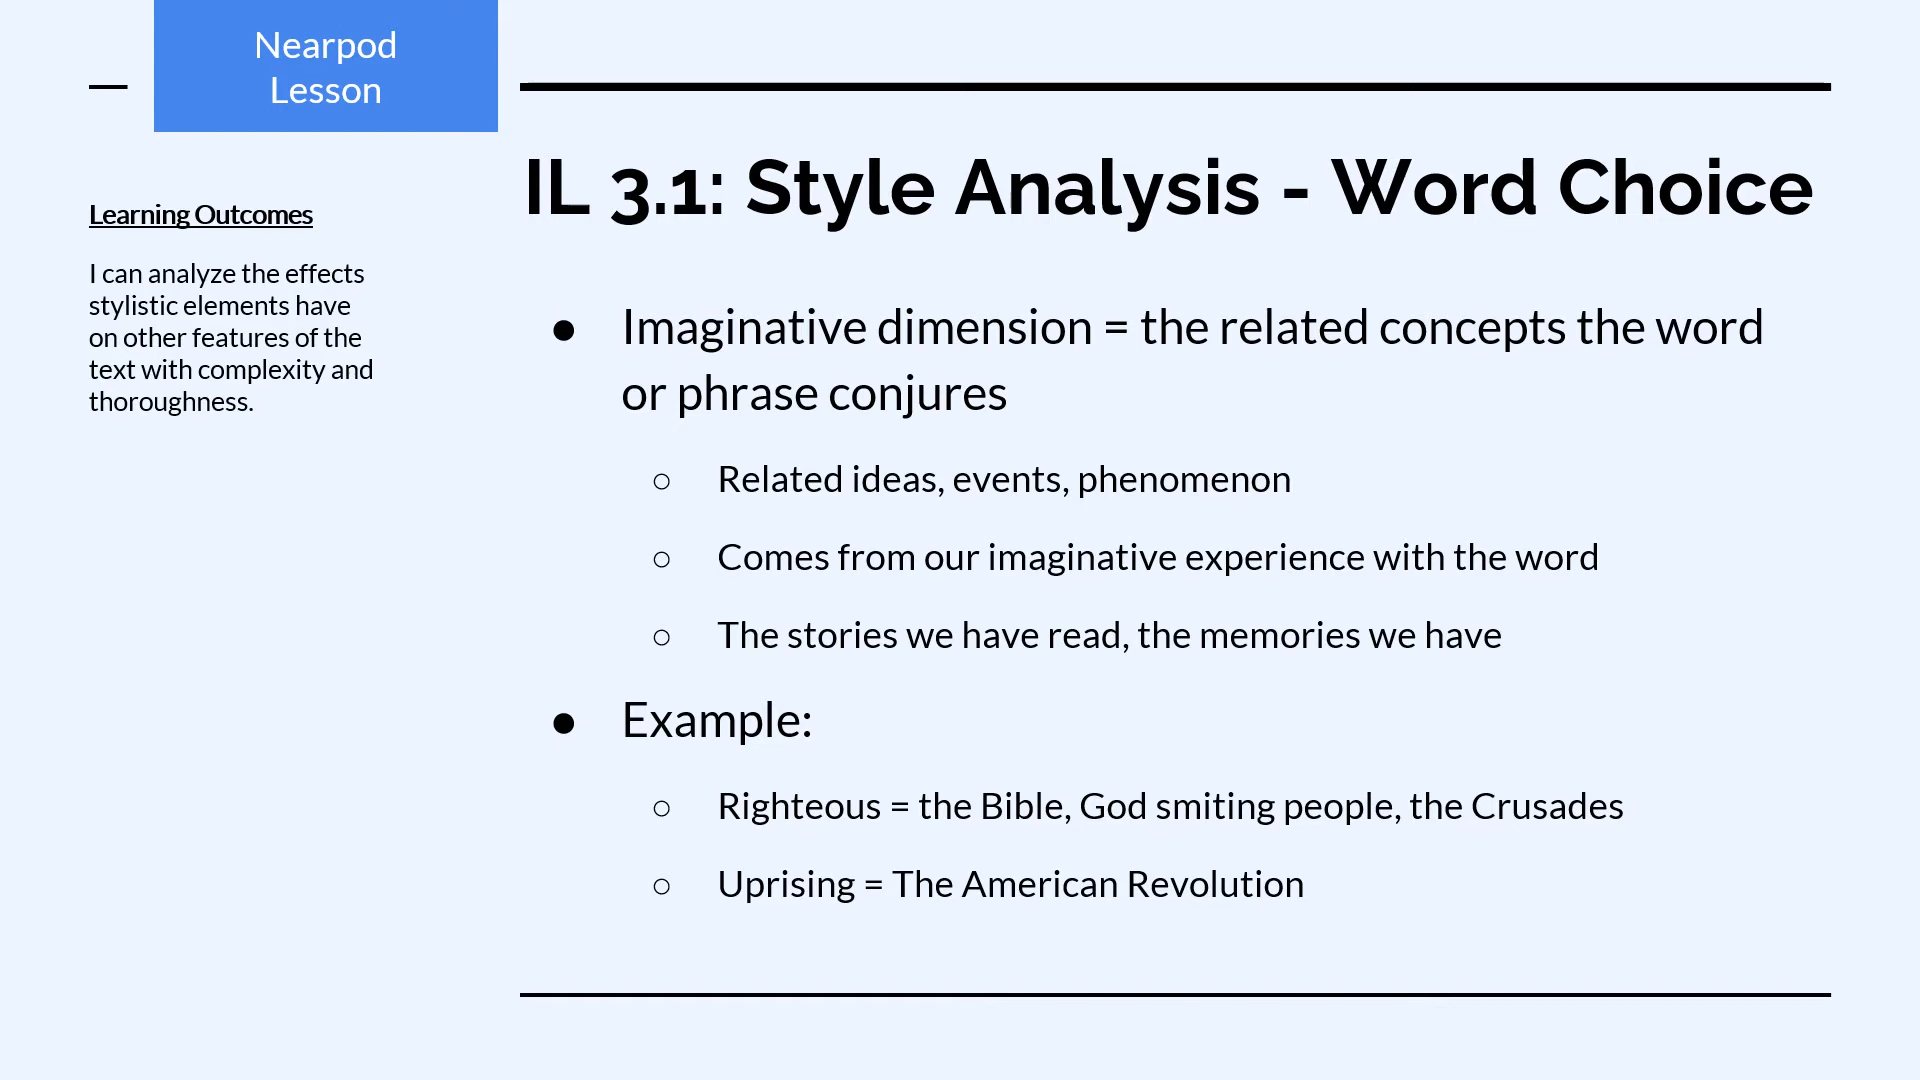 Nearpod
Lesson
Learning Outcomes
I can analyze the effects
stylistic elements have
on other features of the
text with complexity and
thoroughness.
IL 3.1: Style Analysis - Word Choice
● Imaginative dimension = the related concepts the word
or phrase conjures
○ Related ideas, events, phenomenon
○ Comes from our imaginative experience with the word
○ The stories we have read, the memories we have
● Example:
○ Righteous = the Bible, God smiting people, the Crusades
○ Uprising = The American Revolution